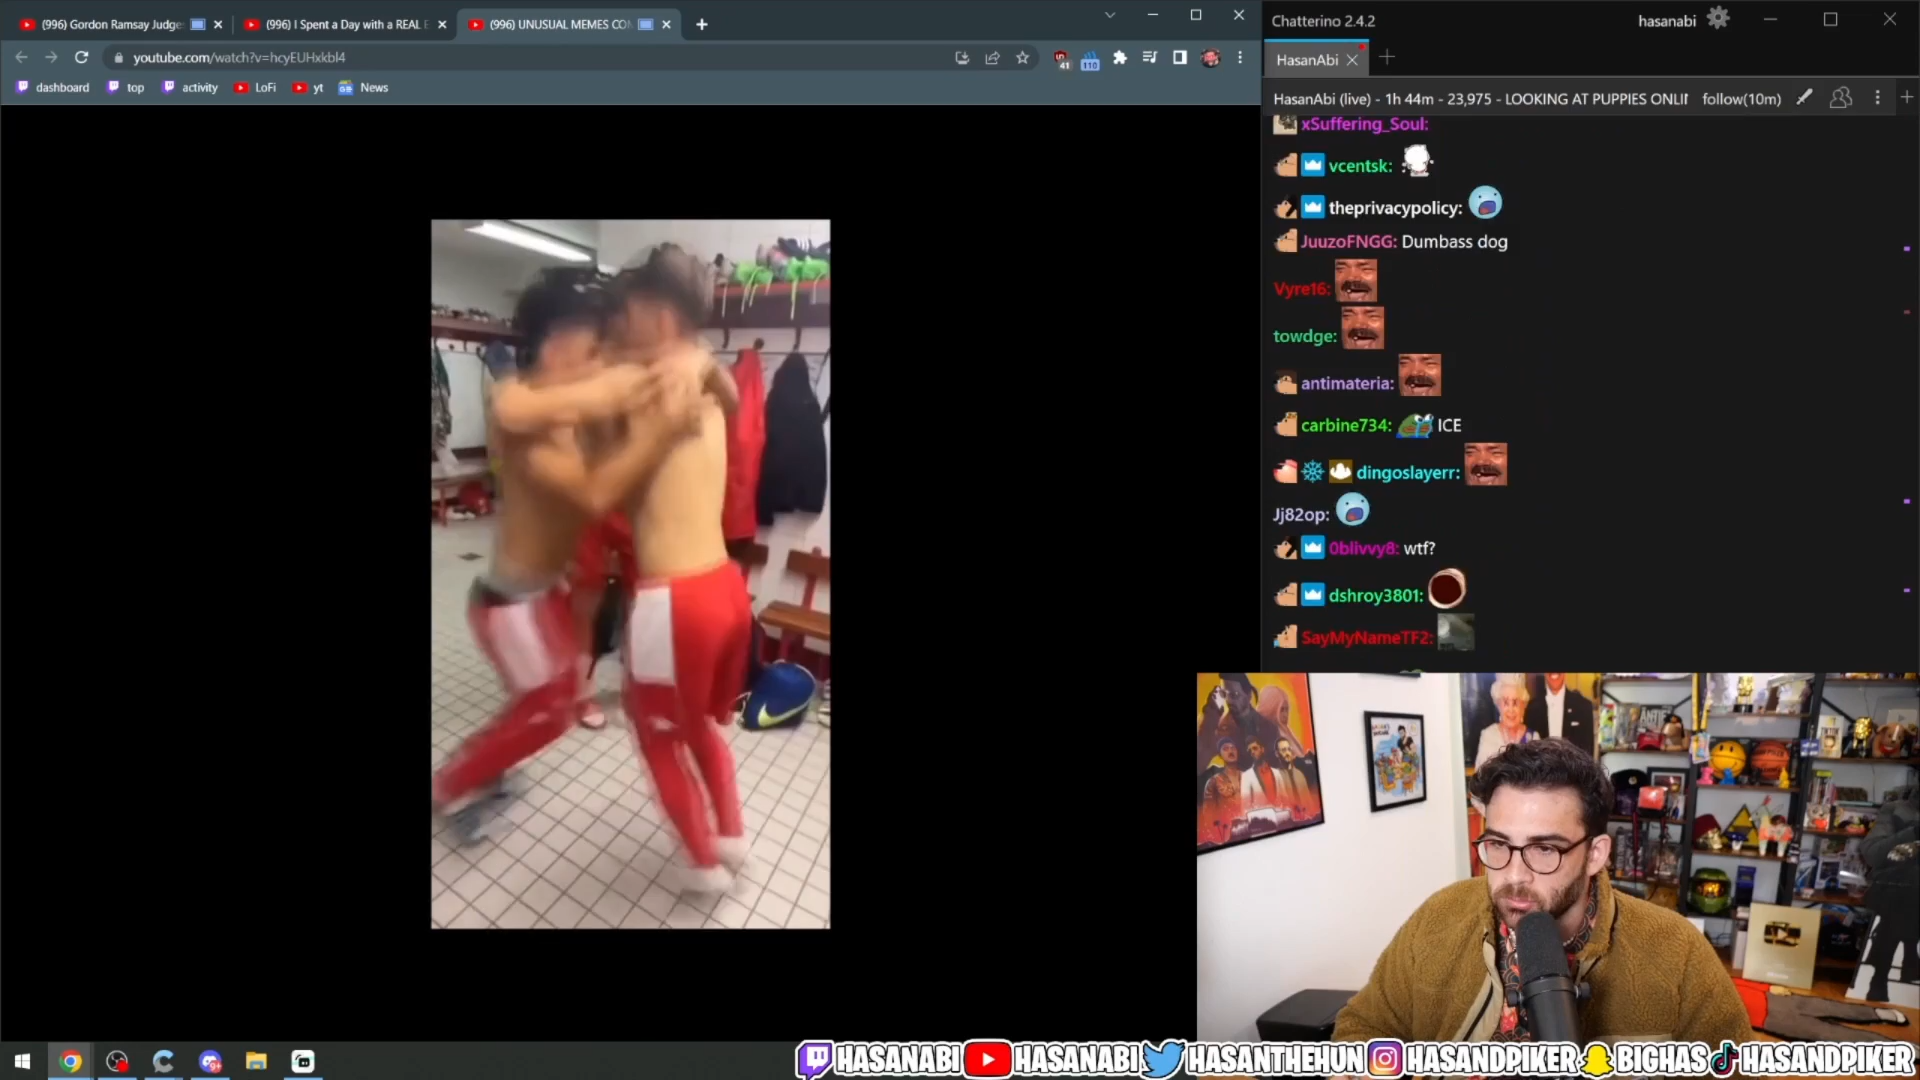 (996) Gordon Ramsay Judge
(996) I Spent a Day with a REAL E
(996) UNUSUAL MEMES CO
youtube.com/watch?v=hcyEUHxkbI4
41
110
dashboard
top
activity
LoFi
yt
News
Chatterino 2.4.2
hasanabi
HasanAbi
HasanAbi (live) - 1h 44m - 23,975 - LOOKING AT PUPPIES ONLI
follow(10m)
xSuffering_Soul:
vcentsk:
theprivacypolicy:
JuuzoFNGG: Dumbass dog
Vyre16:
towdge:
antimateria:
carbine734: ICE
dingoslayerr:
Jj82op:
0blivvy8: wtf?
dshroy3801:
SayMyNameTF2:
HASANABI HASANABI HASANTHEHUN HASANDPIKER BIGHAS HASANDPIKER